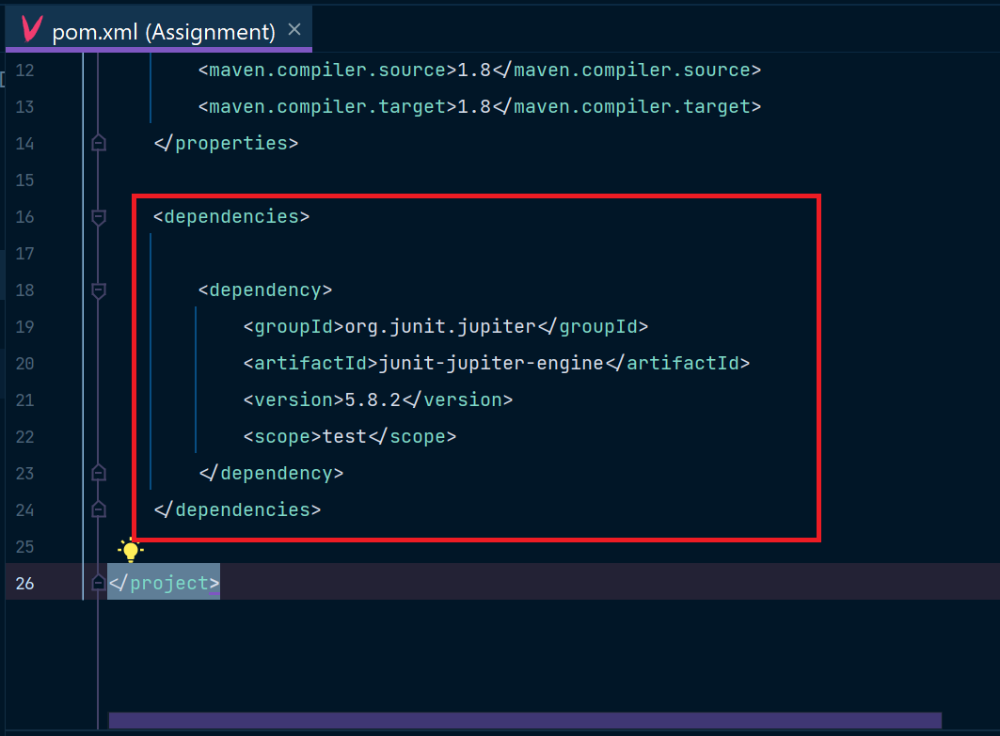 pom.xml (Assignment)
12 <maven.compiler.source>1.8</maven.compiler.source>
13 <maven.compiler.target>1.8</maven.compiler.target>
14 </properties>
15
16 <dependencies>
17
18 <dependency>
19 <groupId>org.junit.jupiter</groupId>
20 <artifactId>junit-jupiter-engine</artifactId>
21 <version>5.8.2</version>
22 <scope>test</scope>
23 </dependency>
24 </dependencies>
25
26 </project>